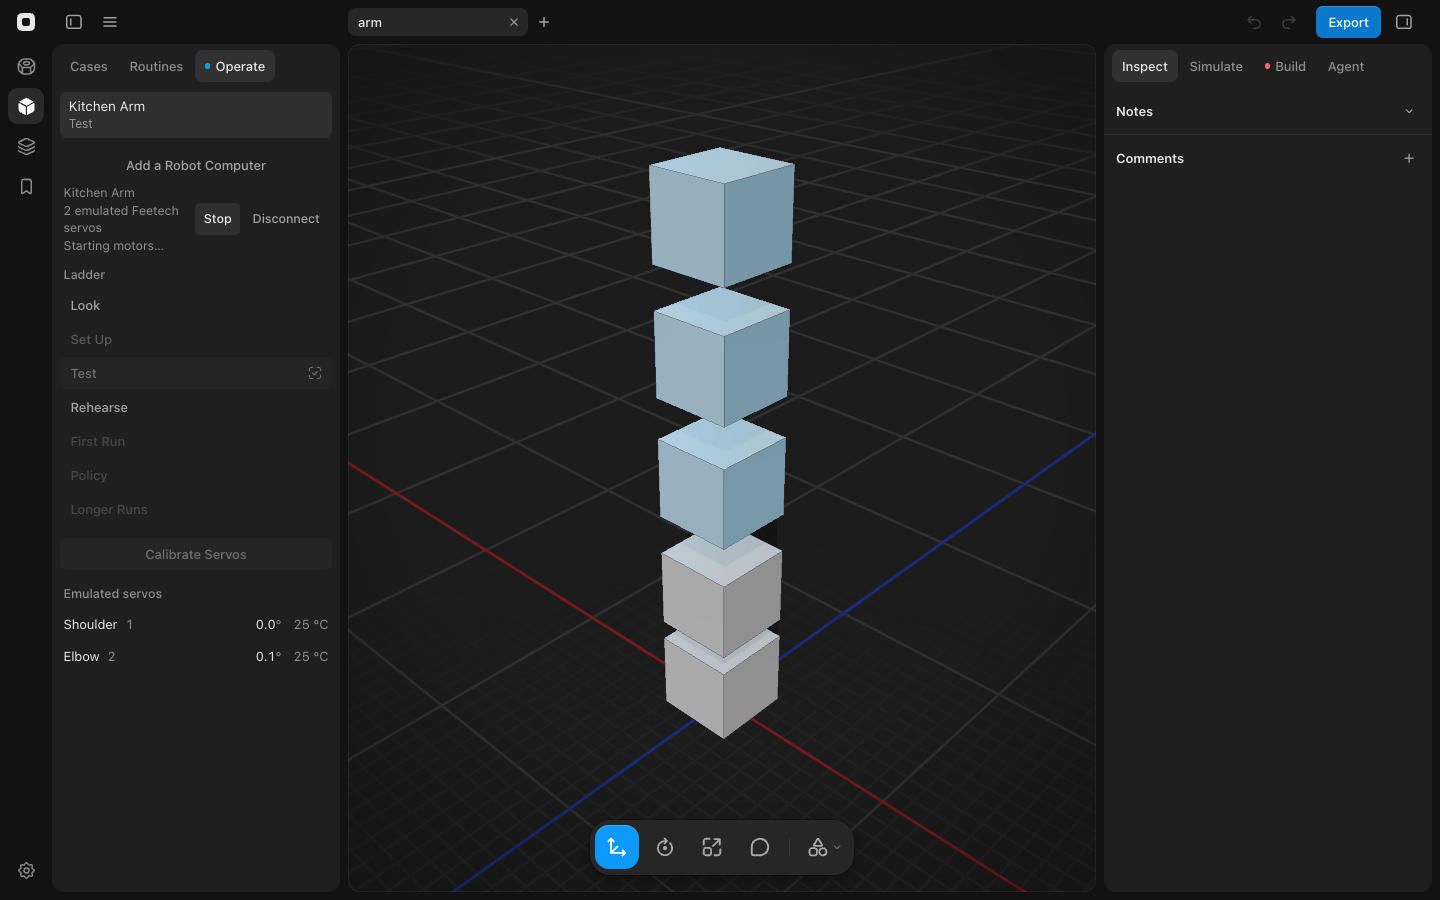 arm
Export
Cases Routines Operate
Kitchen Arm
Test
Add a Robot Computer
Kitchen Arm
2 emulated Feetech
servos
Starting motors...
Stop Disconnect
Ladder
Look
Set Up
Test
Rehearse
First Run
Policy
Longer Runs
Calibrate Servos
Emulated servos
Shoulder 1 0.0° 25 °C
Elbow 2 0.1° 25 °C
Inspect Simulate Build Agent
Notes
Comments